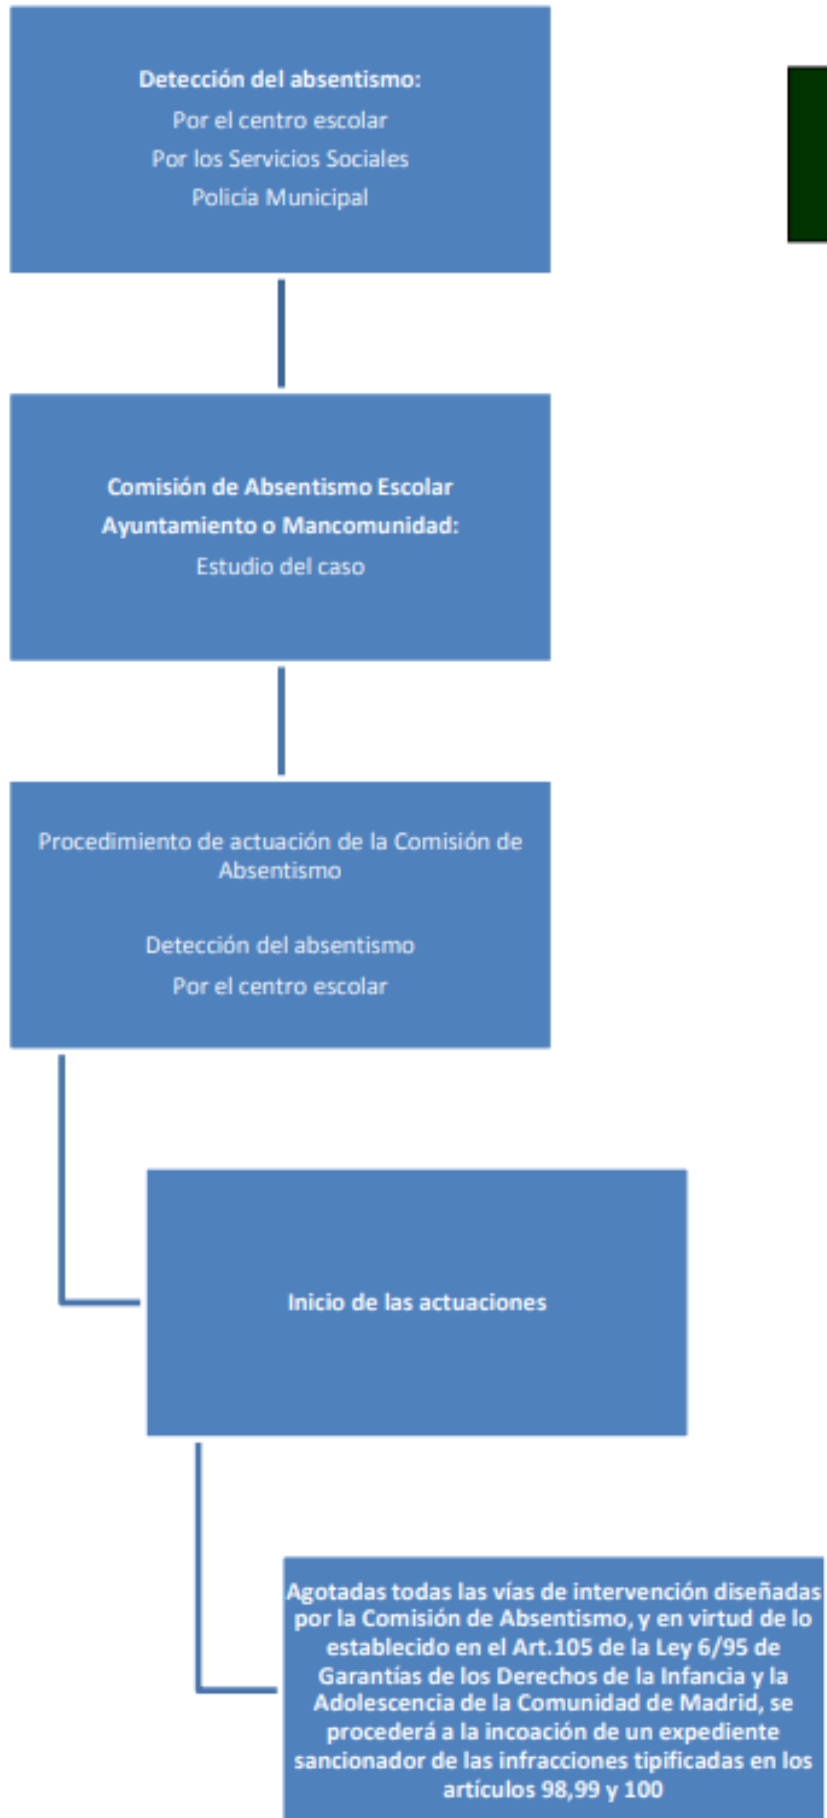 Detección del absentismo:
Por el centro escolar
Por los Servicios Sociales
Policía Municipal
Comisión de Absentismo Escolar
Ayuntamiento o Mancomunidad:
Estudio del caso
Procedimiento de actuación de la Comisión de
Absentismo
Detección del absentismo
Por el centro escolar
Inicio de las actuaciones
Agotadas todas las vías de intervención diseñadas
por la Comisión de Absentismo, y en virtud de lo
establecido en el Art.105 de la Ley 6/95 de
Garantías de los Derechos de la Infancia y la
Adolescencia de la Comunidad de Madrid, se
procederá a la incoación de un expediente
sancionador de las infracciones tipificadas en los
artículos 98,99 y 100